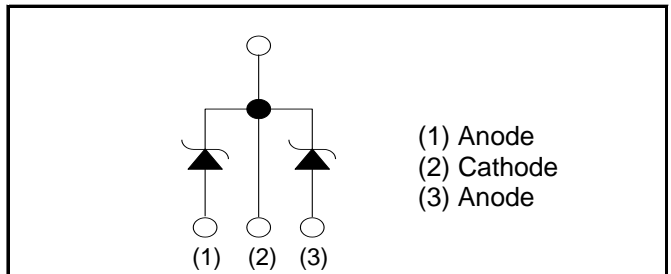 (1) Anode
(2) Cathode
(3) Anode
(1) (2) (3)